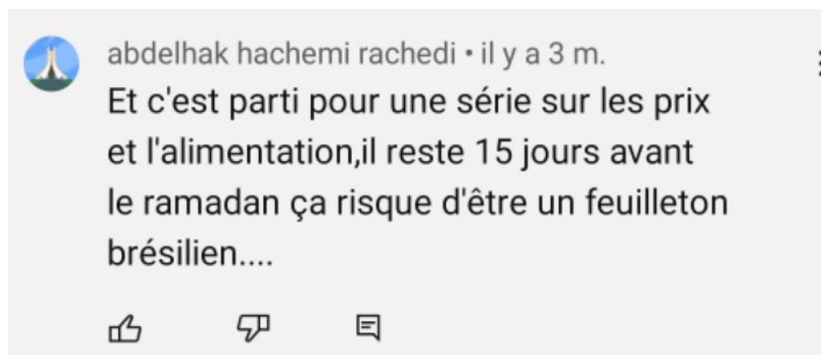 abdelhak hachemi rachedi • il y a 3 m.
Et c'est parti pour une série sur les prix
et l'alimentation,il reste 15 jours avant
le ramadan ça risque d'être un feuilleton
brésilien....